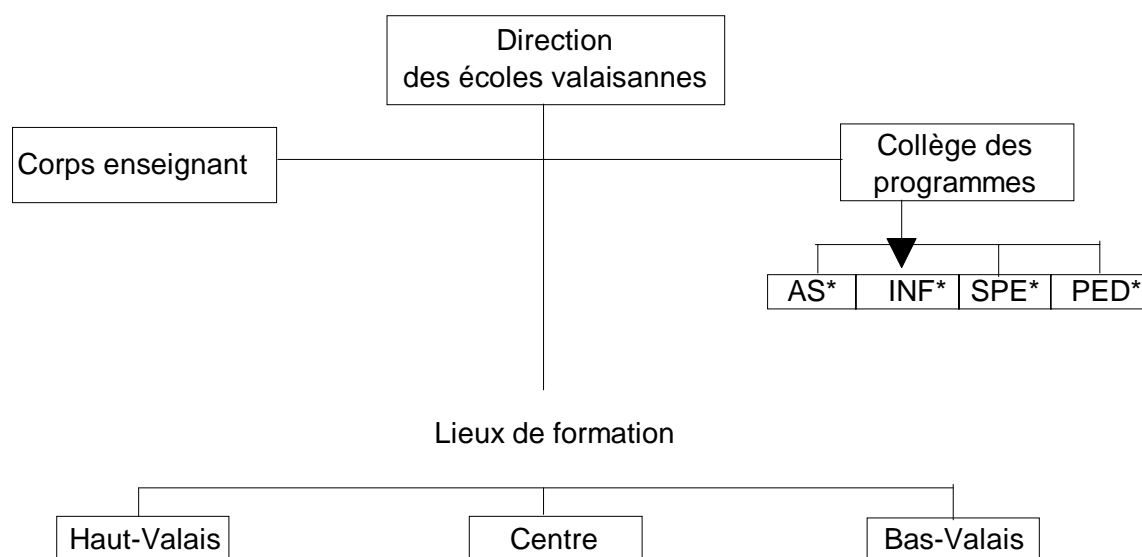 Direction
des écoles valaisannes
Corps enseignant
Collège des
programmes
AS* INF* SPE* PED*
Lieux de formation
Haut-Valais Centre Bas-Valais